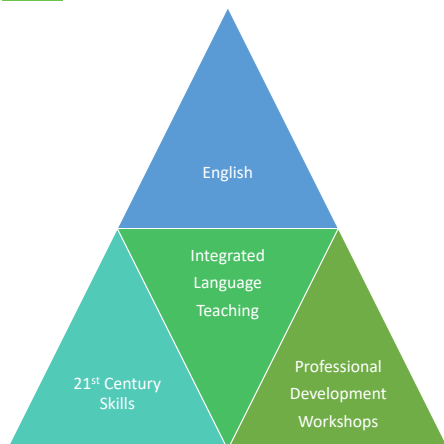 English
Integrated
Language
Teaching
21st Century
Skills
Professional
Development
Workshops